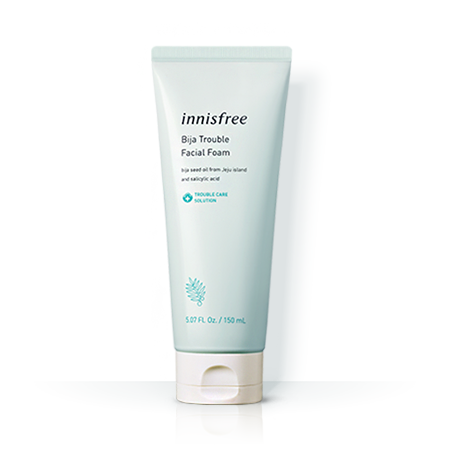 innisfree
Bija Trouble
Facial Foam
bija seed oil from Jeju island
and salicylic acid
TROUBLE CARE
SOLUTION
5.07 FL Oz. / 150 mL